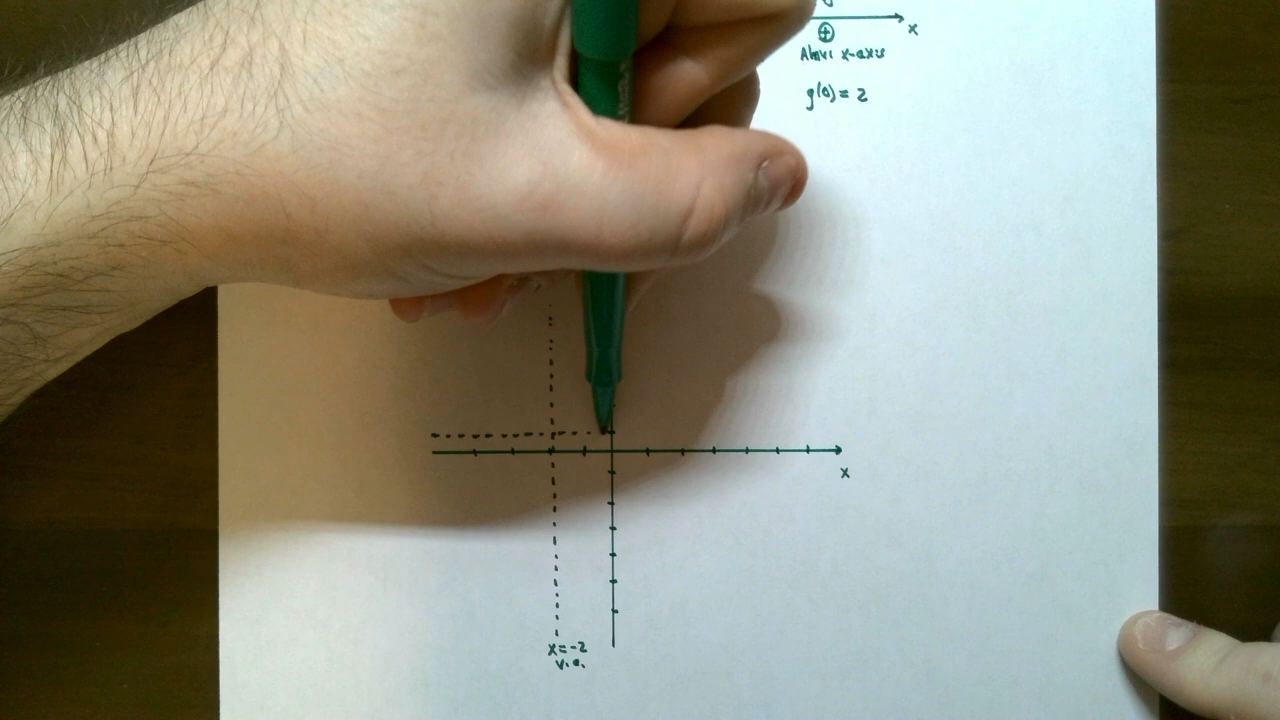 x
⊕
Above x-axis
g(0) = 2
x
x = -2
v.a.